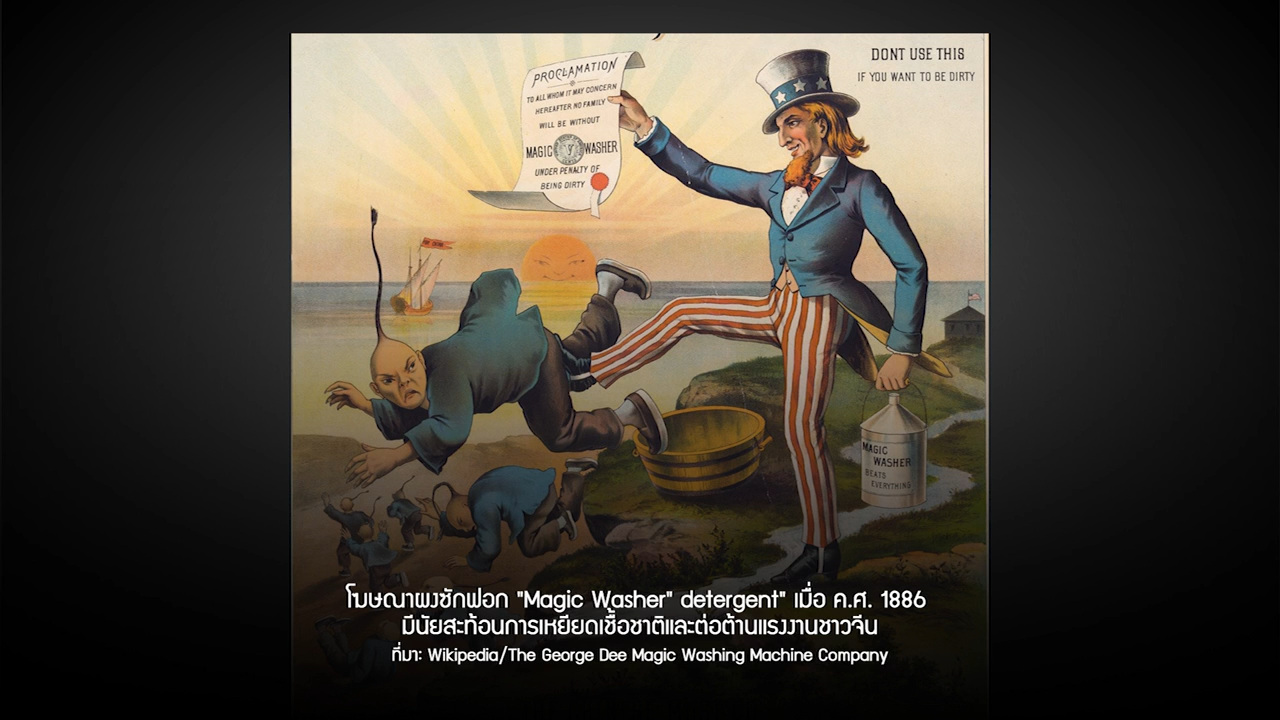 DONT USE THIS
IF YOU WANT TO BE DIRTY
PROCLAMATION
TO ALL WHOM IT MAY CONCERN
HEREAFTER NO FAMILY
WILL BE WITHOUT
MAGIC WASHER
UNDER PENALTY OF
BEING DIRTY
MAGIC
WASHER
BEATS
EVERYTHING
โฆษณาผงซักฟอก "Magic Washer" detergent" เมื่อ ค.ศ. 1886
มีนัยสะท้อนการเหยียดเชื้อชาติและต่อต้านแรงงานชาวจีน
ที่มา: Wikipedia/The George Dee Magic Washing Machine Company